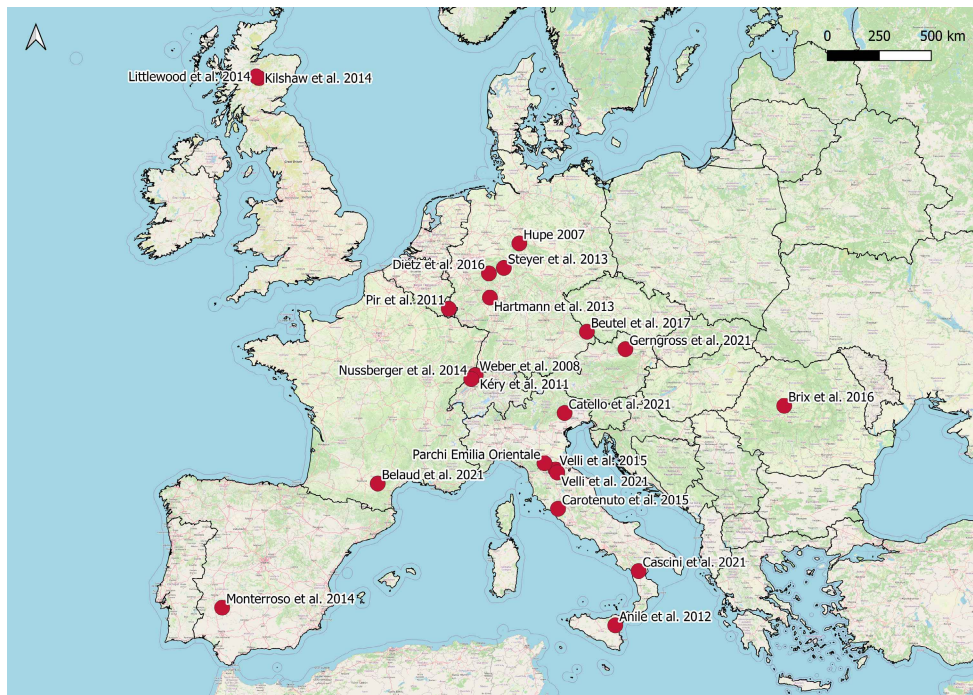 0 250 500 km
Littlewood et al. 2014
Kilshaw et al. 2014
Hupe 2007
Steyer et al. 2013
Dietz et al. 2016
Pir et al. 2011
Hartmann et al. 2013
Beutel et al. 2017
Gerngross et al. 2021
Weber et al. 2008
Nussberger et al. 2014
Kéry et al. 2011
Brix et al. 2016
Catello et al. 2021
Parchi Emilia Orientale
Velli et al. 2015
Belaud et al. 2021
Velli et al. 2021
Carotenuto et al. 2015
Cascini et al. 2021
Monterroso et al. 2014
Anile et al. 2012